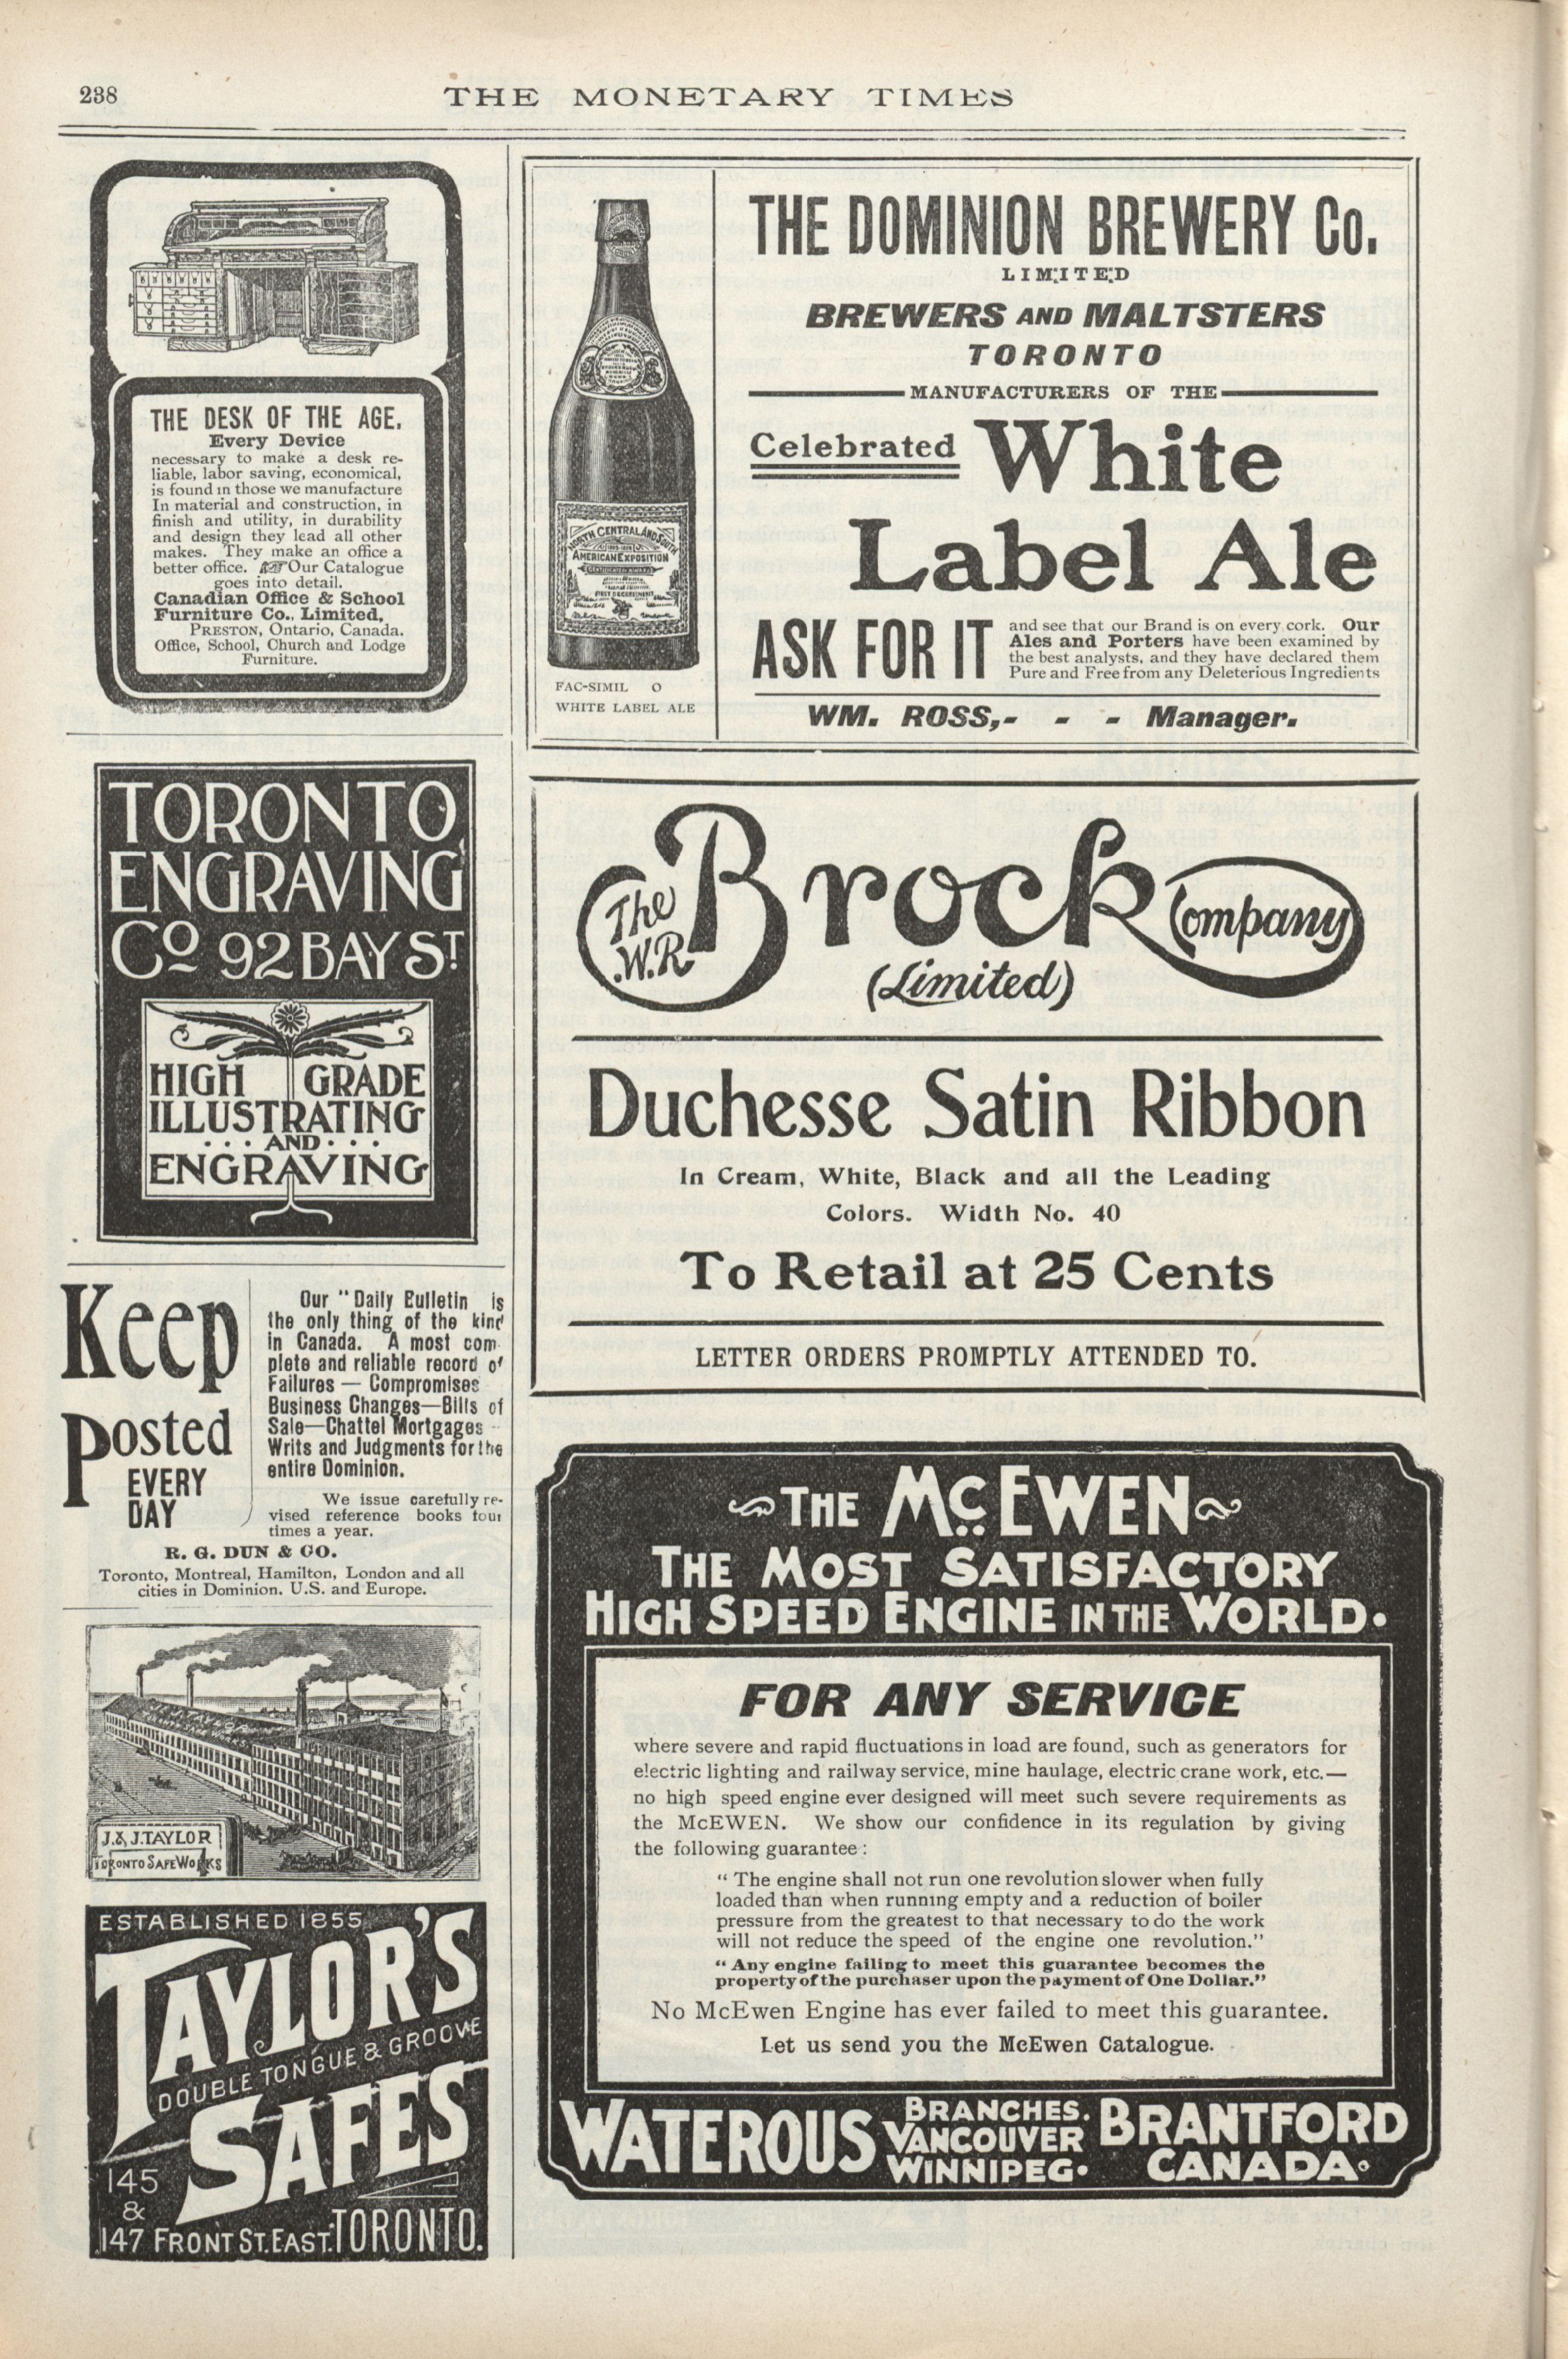 238
THE MONETARY TIMES
THE DESK OF THE AGE.
Every Device
necessary to make a desk re-
liable, labor saving, economical,
is found in those we manufacture
In material and construction, in
finish and utility, in durability
and design they lead all other
makes. They make an office a
better office. Our Catalogue
goes into detail.
Canadian Office & School
Furniture Co., Limited,
PRESTON, Ontario, Canada.
Office, School, Church and Lodge
Furniture.
TORONTO
ENGRAVING
Co 92 BAY ST.
HIGH GRADE
ILLUSTRATING
. . . AND . . .
ENGRAVING
Keep
Posted
EVERY
DAY
Our "Daily Bulletin is
the only thing of the kind
in Canada. A most com-
plete and reliable record of
Failures — Compromises
Business Changes—Bills of
Sale—Chattel Mortgages -
Writs and Judgments for the
entire Dominion.
We issue carefully re-
vised reference books four
times a year.
R. G. DUN & CO.
Toronto, Montreal, Hamilton, London and all
cities in Dominion. U.S. and Europe.
J. & J. TAYLOR
TORONTO SAFE WORKS
ESTABLISHED 1855
TAYLOR'S
DOUBLE TONGUE & GROOVE
SAFES
145
&
147 FRONT ST. EAST. TORONTO.
NORTH CENTRAL AND SOUTH
AMERICAN EXPOSITION
FAC-SIMIL O
WHITE LABEL ALE
THE DOMINION BREWERY Co.
LIMITED
BREWERS AND MALTSTERS
TORONTO
MANUFACTURERS OF THE
Celebrated White
Label Ale
ASK FOR IT
and see that our Brand is on every cork. Our
Ales and Porters have been examined by
the best analysts, and they have declared them
Pure and Free from any Deleterious Ingredients
WM. ROSS,- - - Manager.
The W.R. Brock Company
(Limited)
Duchesse Satin Ribbon
In Cream, White, Black and all the Leading
Colors. Width No. 40
To Retail at 25 Cents
LETTER ORDERS PROMPTLY ATTENDED TO.
THE McEWEN
THE MOST SATISFACTORY
HIGH SPEED ENGINE IN THE WORLD.
FOR ANY SERVICE
where severe and rapid fluctuations in load are found, such as generators for
electric lighting and railway service, mine haulage, electric crane work, etc.—
no high speed engine ever designed will meet such severe requirements as
the McEWEN. We show our confidence in its regulation by giving
the following guarantee:
"The engine shall not run one revolution slower when fully
loaded than when running empty and a reduction of boiler
pressure from the greatest to that necessary to do the work
will not reduce the speed of the engine one revolution."
"Any engine failing to meet this guarantee becomes the
property of the purchaser upon the payment of One Dollar."
No McEwen Engine has ever failed to meet this guarantee.
Let us send you the McEwen Catalogue.
WATEROUS
BRANCHES.
VANCOUVER
WINNIPEG.
BRANTFORD
CANADA.